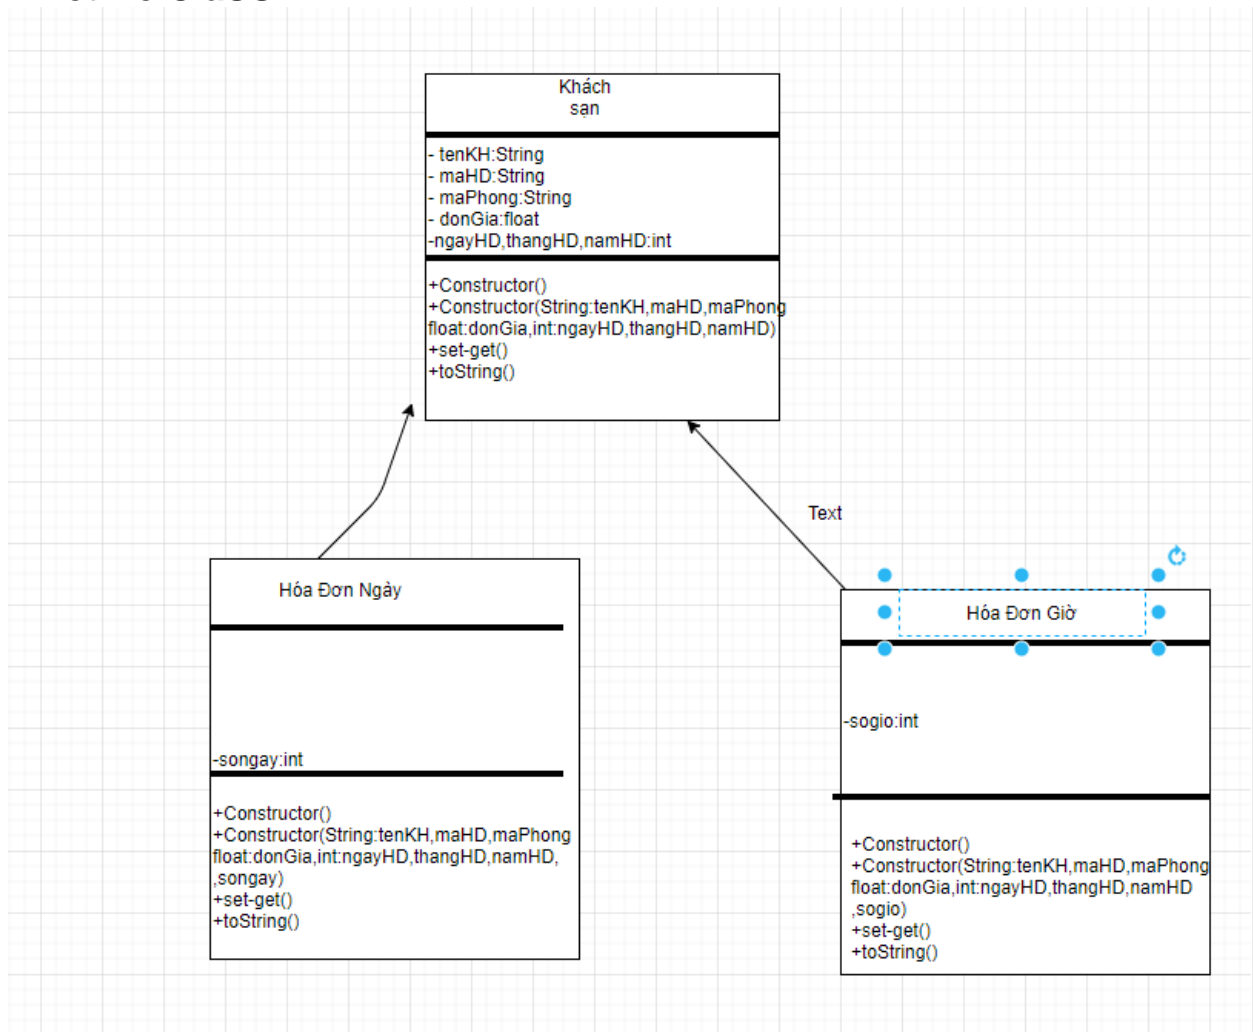 Khách
sạn
- tenKH:String
- maHD:String
- maPhong:String
- donGia:float
-ngayHD,thangHD,namHD:int
+Constructor()
+Constructor(String:tenKH,maHD,maPhong
float:donGia,int:ngayHD,thangHD,namHD)
+set-get()
+toString()
Text
Hóa Đơn Ngày
-songay:int
+Constructor()
+Constructor(String:tenKH,maHD,maPhong
float:donGia,int:ngayHD,thangHD,namHD,
,songay)
+set-get()
+toString()
Hóa Đơn Giờ
-sogio:int
+Constructor()
+Constructor(String:tenKH,maHD,maPhong
float:donGia,int:ngayHD,thangHD,namHD
,sogio)
+set-get()
+toString()